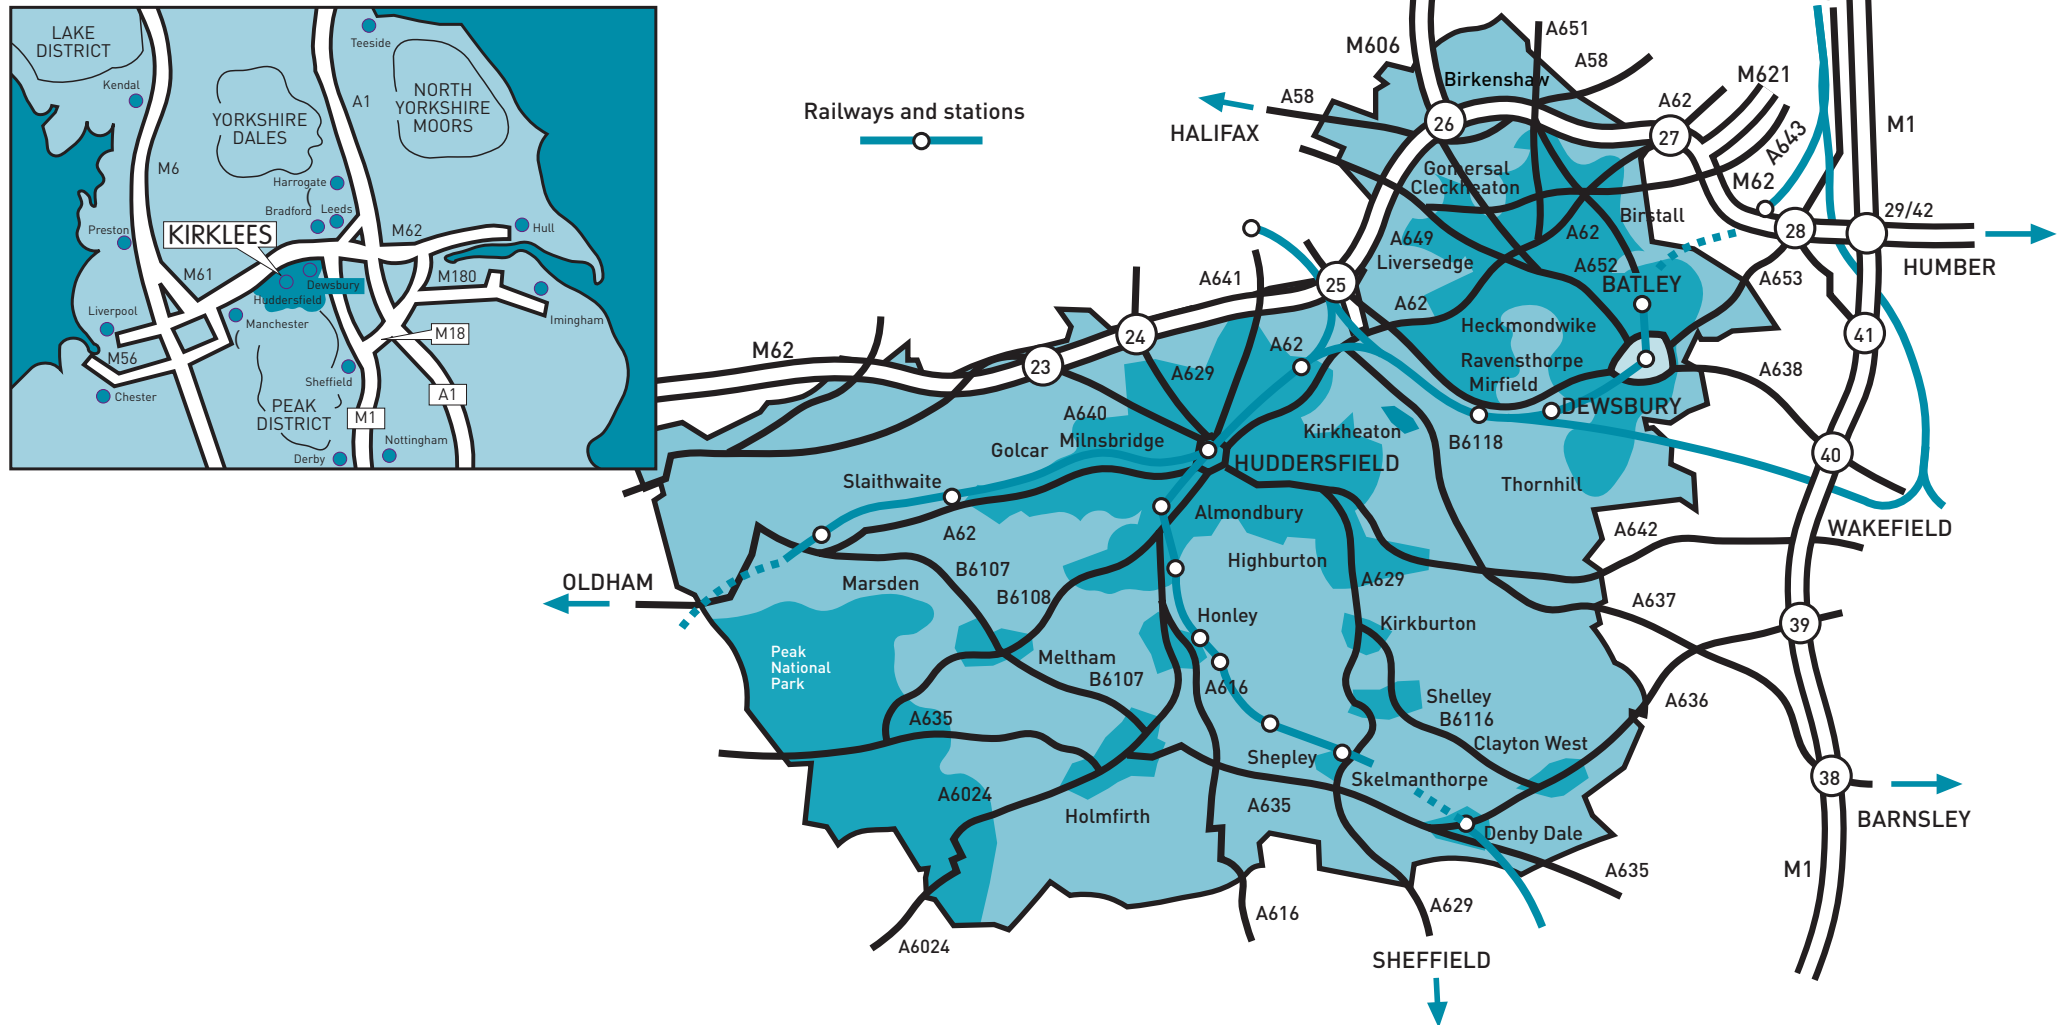 LAKE
DISTRICT
Kendal
Teeside
NORTH
YORKSHIRE
MOORS
A1
YORKSHIRE
DALES
M6
Harrogate
Bradford
Leeds
Preston
KIRKLEES
M62
Hull
M61
Dewsbury
M180
Huddersfield
Liverpool
Manchester
Imingham
M18
M56
Sheffield
Chester
PEAK
DISTRICT
A1
M1
Nottingham
Derby
Railways and stations
M606
A651
A58
Birkenshaw
M621
A58
A62
HALIFAX
26
27
A643
M1
Gomersal
Cleckheaton
M62
Birstall
29/42
A649
A62
28
Liversedge
A652
HUMBER
A641
25
BATLEY
A653
A62
24
Heckmondwike
41
M62
A62
23
A629
Ravensthorpe
Mirfield
A638
A640
DEWSBURY
Golcar
Milnsbridge
Kirkheaton
B6118
HUDDERSFIELD
40
Slaithwaite
Thornhill
Almondbury
WAKEFIELD
A62
A642
Highburton
OLDHAM
Marsden
B6107
A629
B6108
A637
Honley
Kirkburton
39
Peak
National
Park
Meltham
B6107
A616
Shelley
A636
A635
B6116
Clayton West
Shepley
Skelmanthorpe
38
A6024
A635
Holmfirth
Denby Dale
BARNSLEY
M1
A635
A616
A629
A6024
SHEFFIELD